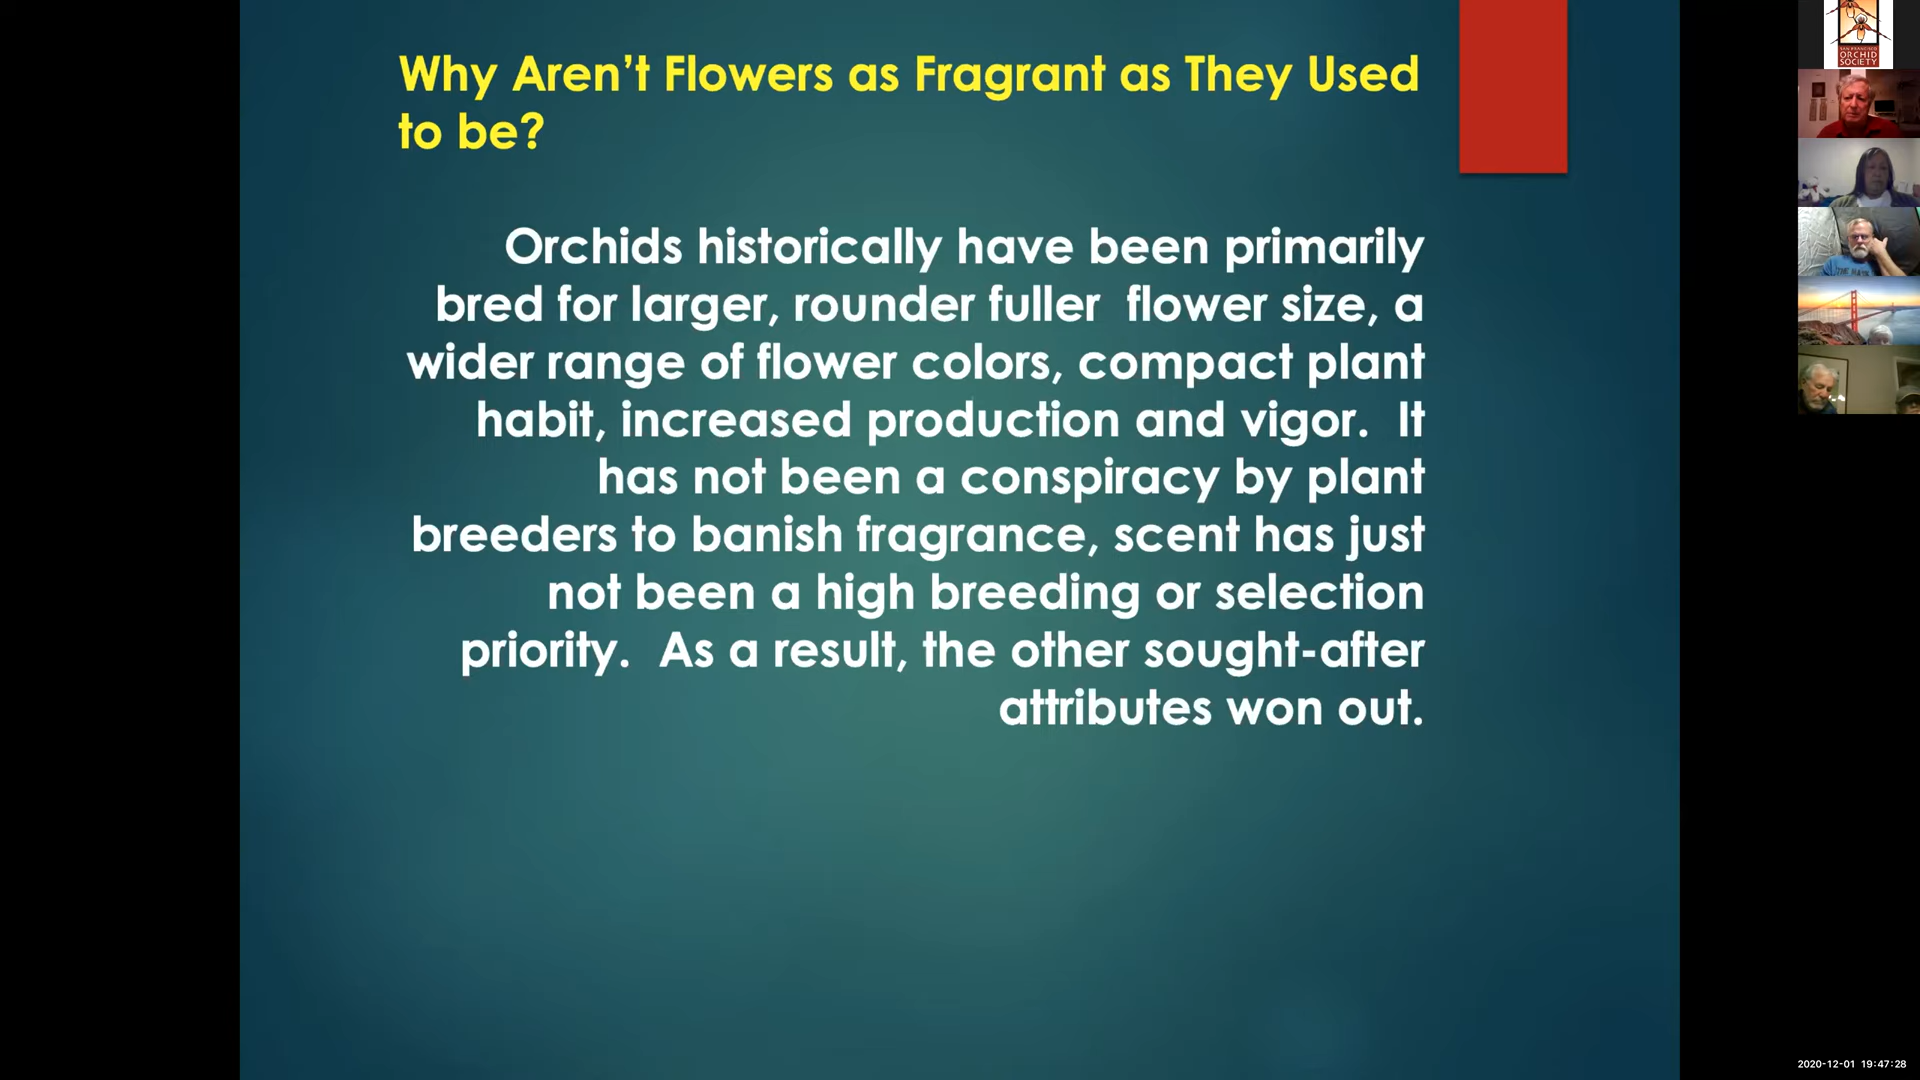 Why Aren’t Flowers as Fragrant as They Used
to be?
Orchids historically have been primarily
bred for larger, rounder fuller  flower size, a
wider range of flower colors, compact plant
habit, increased production and vigor.  It
has not been a conspiracy by plant
breeders to banish fragrance, scent has just
not been a high breeding or selection
priority.  As a result, the other sought-after
attributes won out.
SAN FRANCISCO
ORCHID
SOCIETY
2020-12-01 19:47:28